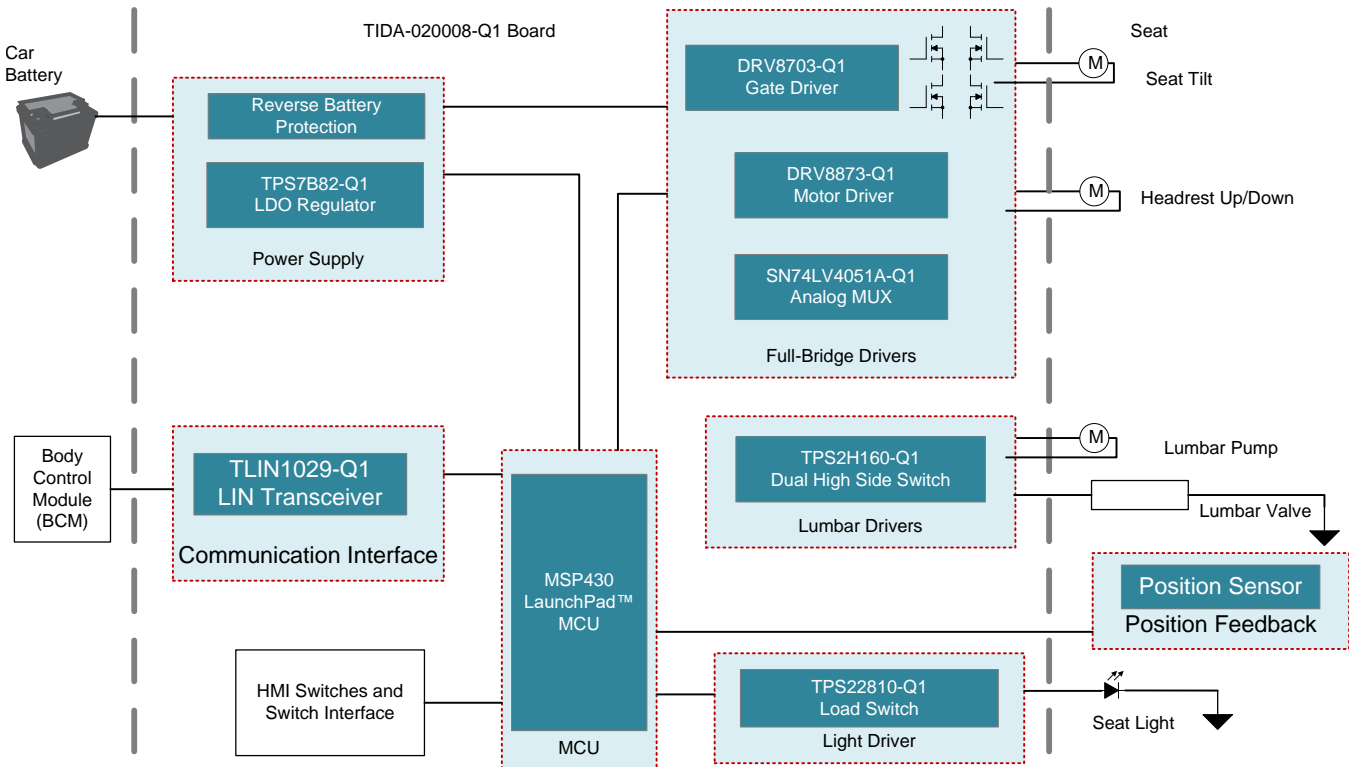 TIDA-020008-Q1 Board
Car
Battery
Reverse Battery
Protection
TPS7B82-Q1
LDO Regulator
Power Supply
DRV8703-Q1
Gate Driver
DRV8873-Q1
Motor Driver
SN74LV4051A-Q1
Analog MUX
Full-Bridge Drivers
Seat
M
Seat Tilt
M
Headrest Up/Down
Body
Control
Module
(BCM)
TLIN1029-Q1
LIN Transceiver
Communication Interface
MSP430
LaunchPad™
MCU
MCU
TPS2H160-Q1
Dual High Side Switch
Lumbar Drivers
M
Lumbar Pump
Lumbar Valve
Position Sensor
Position Feedback
HMI Switches and
Switch Interface
TPS22810-Q1
Load Switch
Light Driver
Seat Light